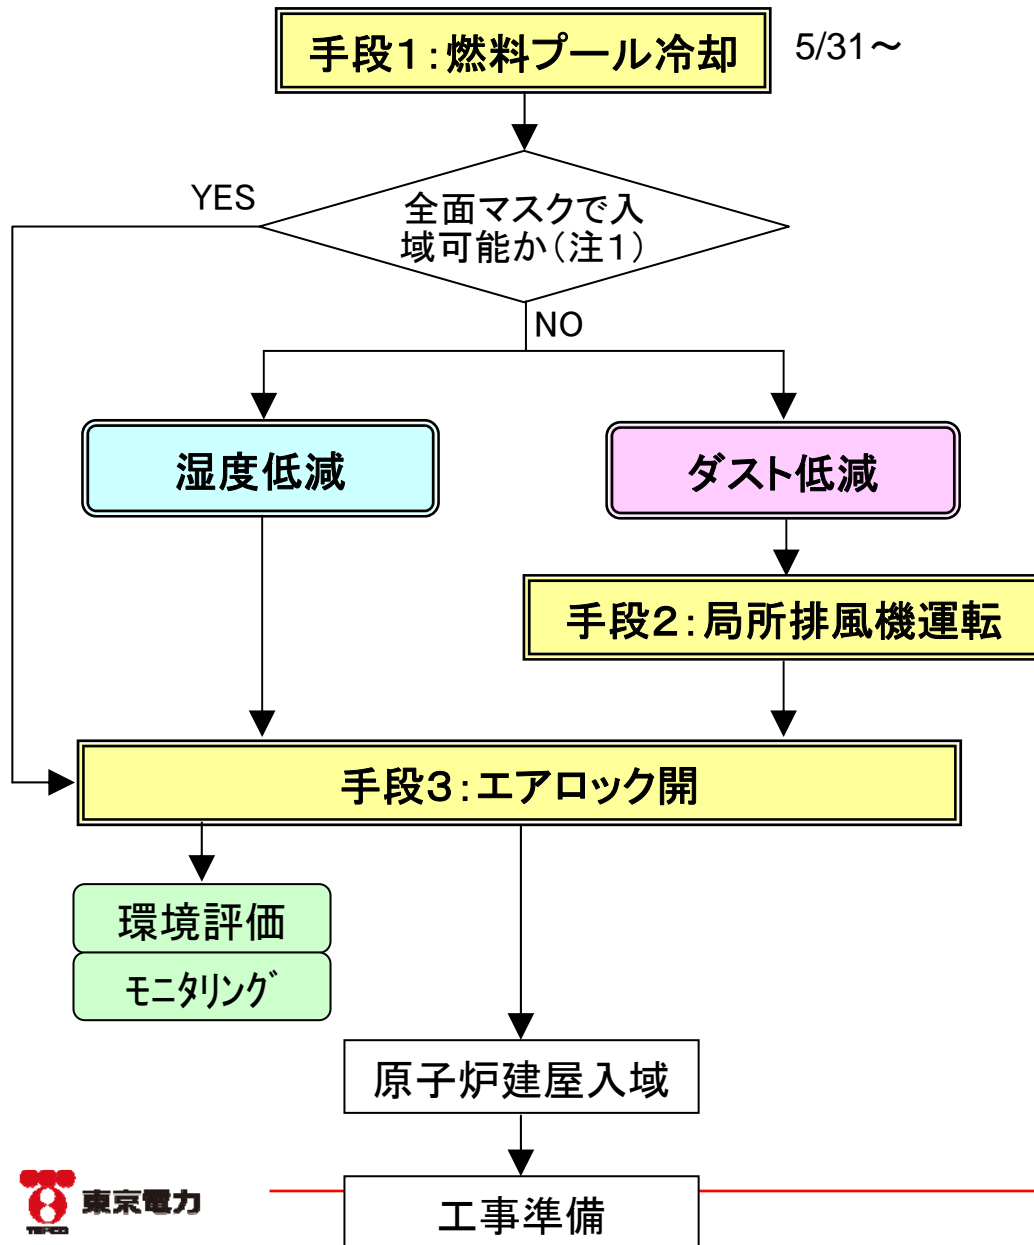 手段１：燃料プール冷却
5/31～
YES
全面マスクで入
域可能か（注１）
NO
湿度低減
ダスト低減
手段２：局所排風機運転
手段３：エアロック開
環境評価
ﾓﾆﾀﾘﾝｸﾞ
原子炉建屋入域
東京電力
TEPCO
工事準備